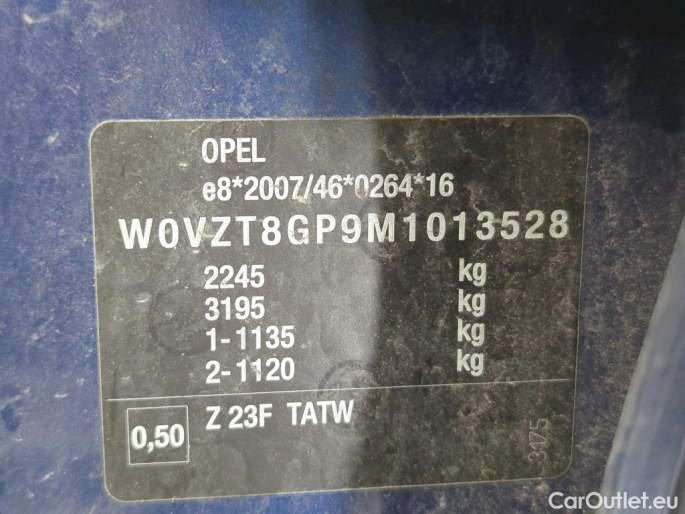 OPEL
e8*2007/46*0264*16
W0VZT8GP9M1013528
2245 kg
3195 kg
1-1135 kg
2-1120 kg
0,50 Z 23F TATW
3175
CarOutlet.eu